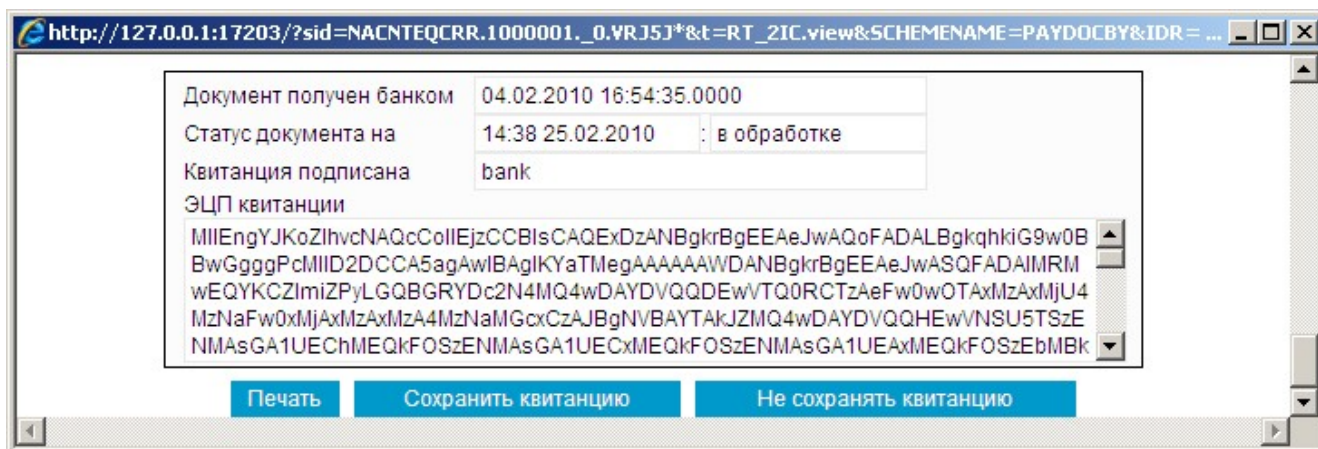 http://127.0.0.1:17203/?sid=NACNTEQCRR.1000001._0.VRJ5J*&t=RT_2IC.view&SCHEMENAME=PAYDOCBY&IDR= ...
Документ получен банком 04.02.2010 16:54:35.0000
Статус документа на 14:38 25.02.2010 : в обработке
Квитанция подписана bank
ЭЦП квитанции
MIIEngYJKoZIhvcNAQcCoIIEjzCCBIsCAQExDzANBgkrBgEEAeJwAQoFADALBgkqhkiG9w0B
BwGgggPcMIID2DCCA5agAwIBAgIKYaTMegAAAAAAWDANBgkrBgEEAeJwASQFADAIMRM
wEQYKCZImiZPyLGQBGRYDc2N4MQ4wDAYDVQQDEwVTQ0RCTzAeFw0wOTAxMzAxMjU4
MzNaFw0xMjAxMzAxMzA4MzNaMGcxCzAJBgNVBAYTAkJZMQ4wDAYDVQQHEwVNSU5TSzE
NMAsGA1UEChMEQkFOSzENMAsGA1UECxMEQkFOSzENMAsGA1UEAxMEQkFOSzEbMBk
Печать Сохранить квитанцию Не сохранять квитанцию